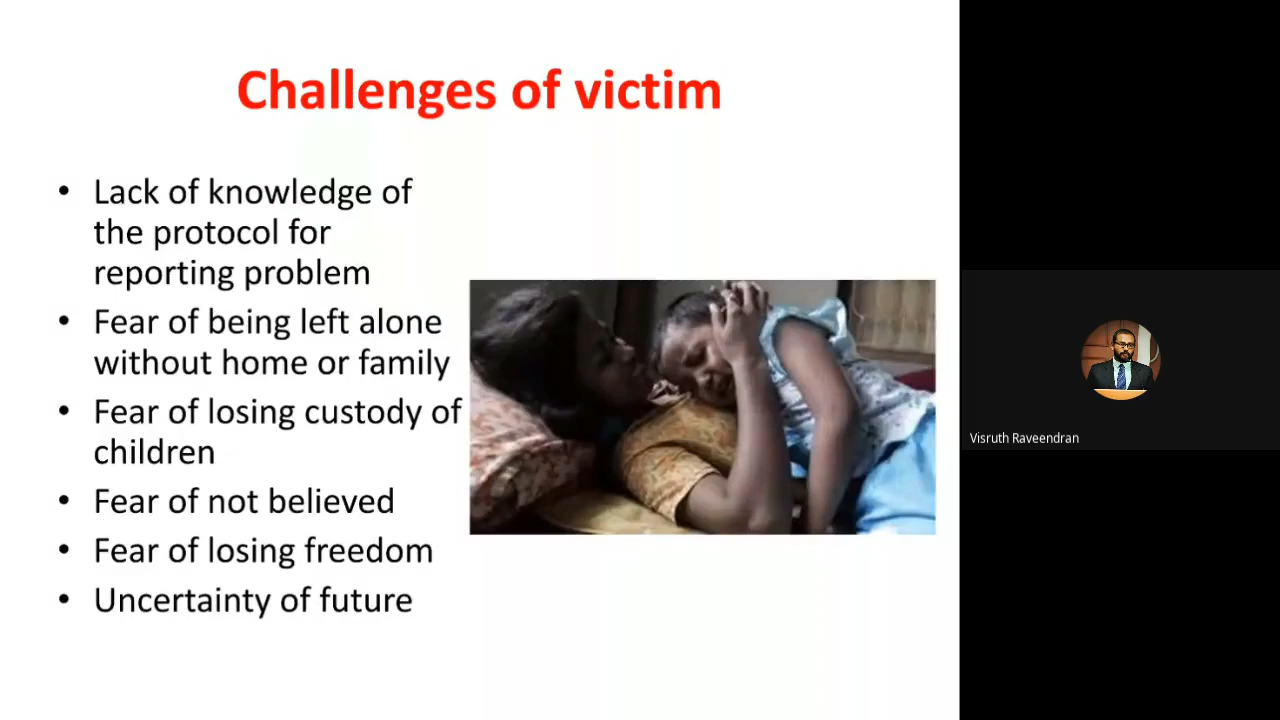 Challenges of victim
• Lack of knowledge of
the protocol for
reporting problem
• Fear of being left alone
without home or family
• Fear of losing custody of
children
• Fear of not believed
• Fear of losing freedom
• Uncertainty of future
Visruth Raveendran